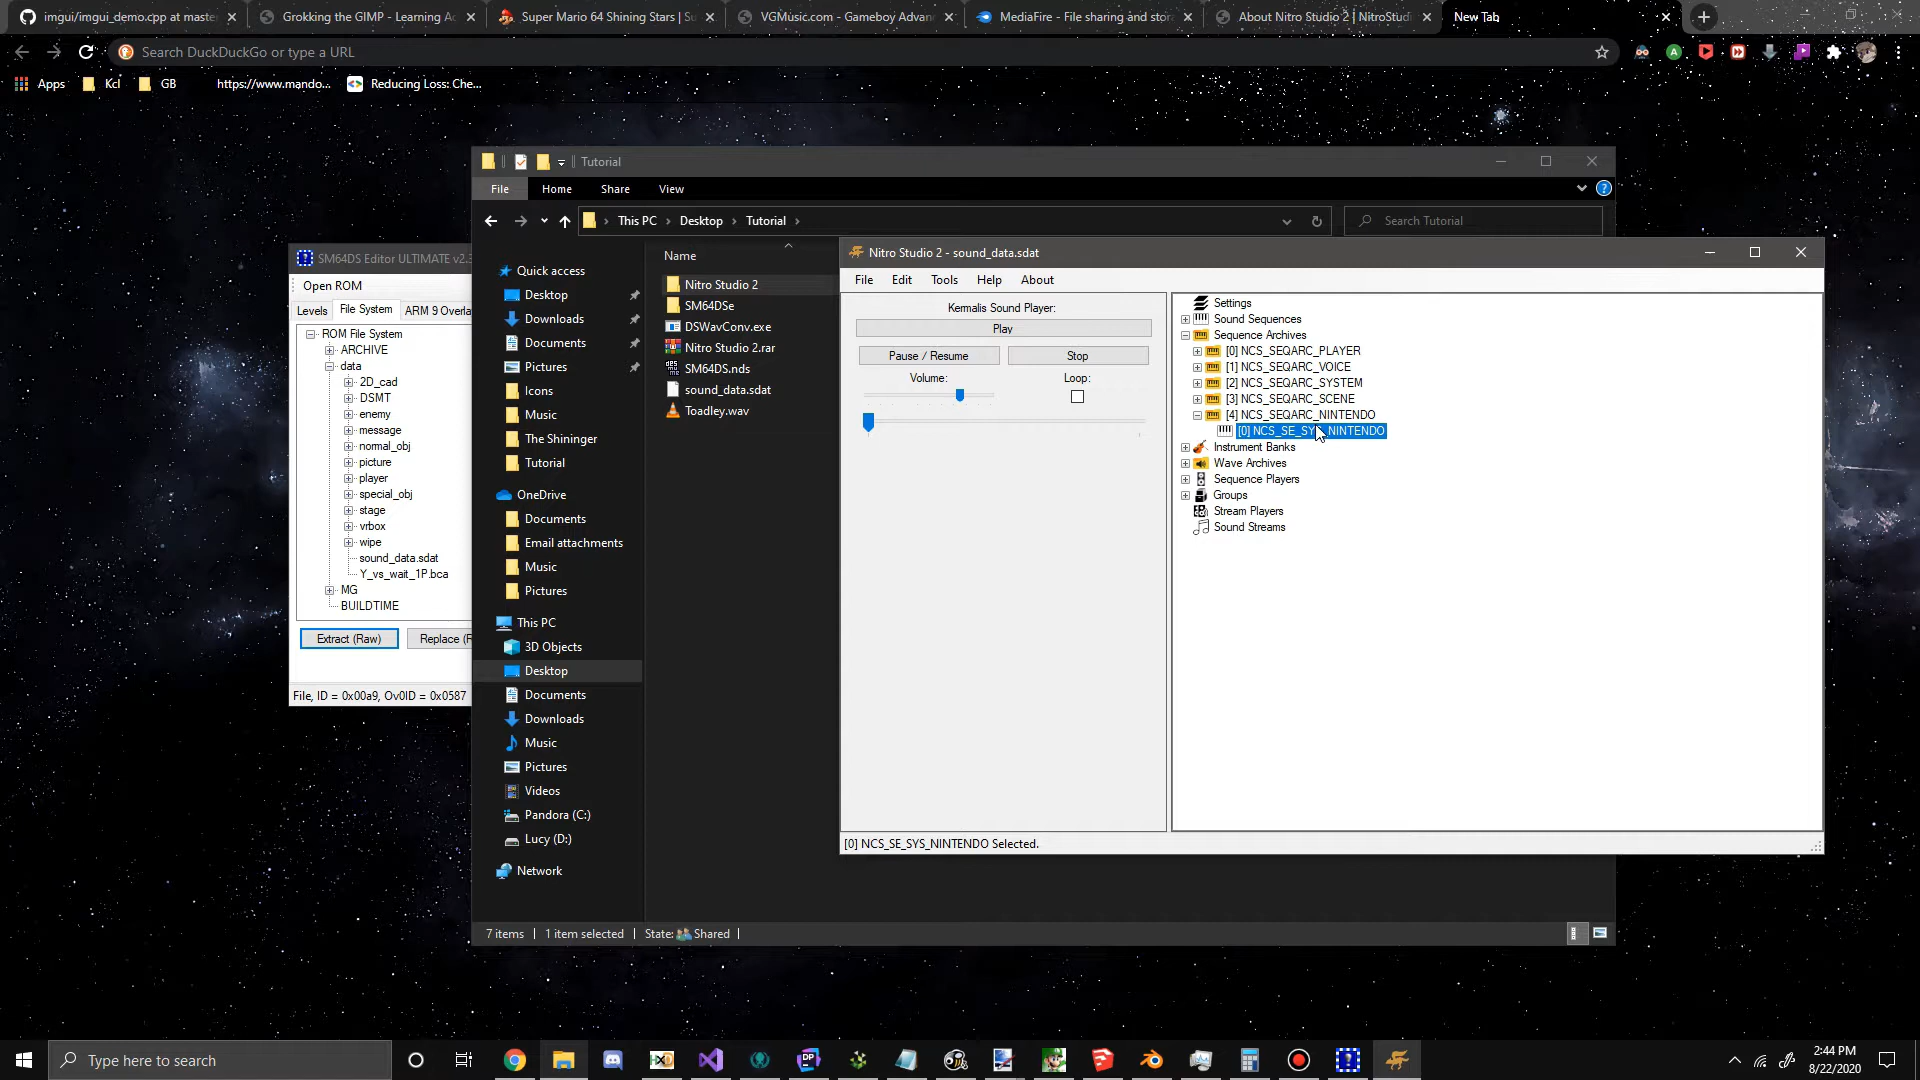 imgui/imgui_demo.cpp at maste
Grokking the GIMP - Learning Ac
Super Mario 64 Shining Stars | Su
VGMusic.com - Gameboy Advan
MediaFire - File sharing and stor
About Nitro Studio 2 | NitroStudi
New Tab
Search DuckDuckGo or type a URL
Apps
Kcl
GB
https://www.mando...
Reducing Loss: Che...
Tutorial
File
Home
Share
View
This PC
Desktop
Tutorial
Search Tutorial
SM64DS Editor ULTIMATE v2.3
Open ROM
Levels
File System
ARM 9 Overla
ROM File System
ARCHIVE
data
2D_cad
DSMT
enemy
message
normal_obj
picture
player
special_obj
stage
vrbox
wipe
sound_data.sdat
Y_vs_wait_1P.bca
MG
BUILDTIME
Extract (Raw)
Replace (R
File, ID = 0x00a9, Ov0ID = 0x0587
Quick access
Desktop
Downloads
Documents
Pictures
Icons
Music
The Shininger
Tutorial
OneDrive
Documents
Email attachments
Music
Pictures
This PC
3D Objects
Desktop
Documents
Downloads
Music
Pictures
Videos
Pandora (C:)
Lucy (D:)
Network
Name
Nitro Studio 2
SM64DSe
DSWavConv.exe
Nitro Studio 2.rar
SM64DS.nds
sound_data.sdat
Toadley.wav
7 items
1 item selected
State:
Shared
Nitro Studio 2 - sound_data.sdat
File
Edit
Tools
Help
About
Kermalis Sound Player:
Play
Pause / Resume
Stop
Volume:
Loop:
Settings
Sound Sequences
Sequence Archives
[0] NCS_SEQARC_PLAYER
[1] NCS_SEQARC_VOICE
[2] NCS_SEQARC_SYSTEM
[3] NCS_SEQARC_SCENE
[4] NCS_SEQARC_NINTENDO
[0] NCS_SE_SYS_NINTENDO
Instrument Banks
Wave Archives
Sequence Players
Groups
Stream Players
Sound Streams
[0] NCS_SE_SYS_NINTENDO Selected.
Type here to search
2:44 PM
8/22/2020